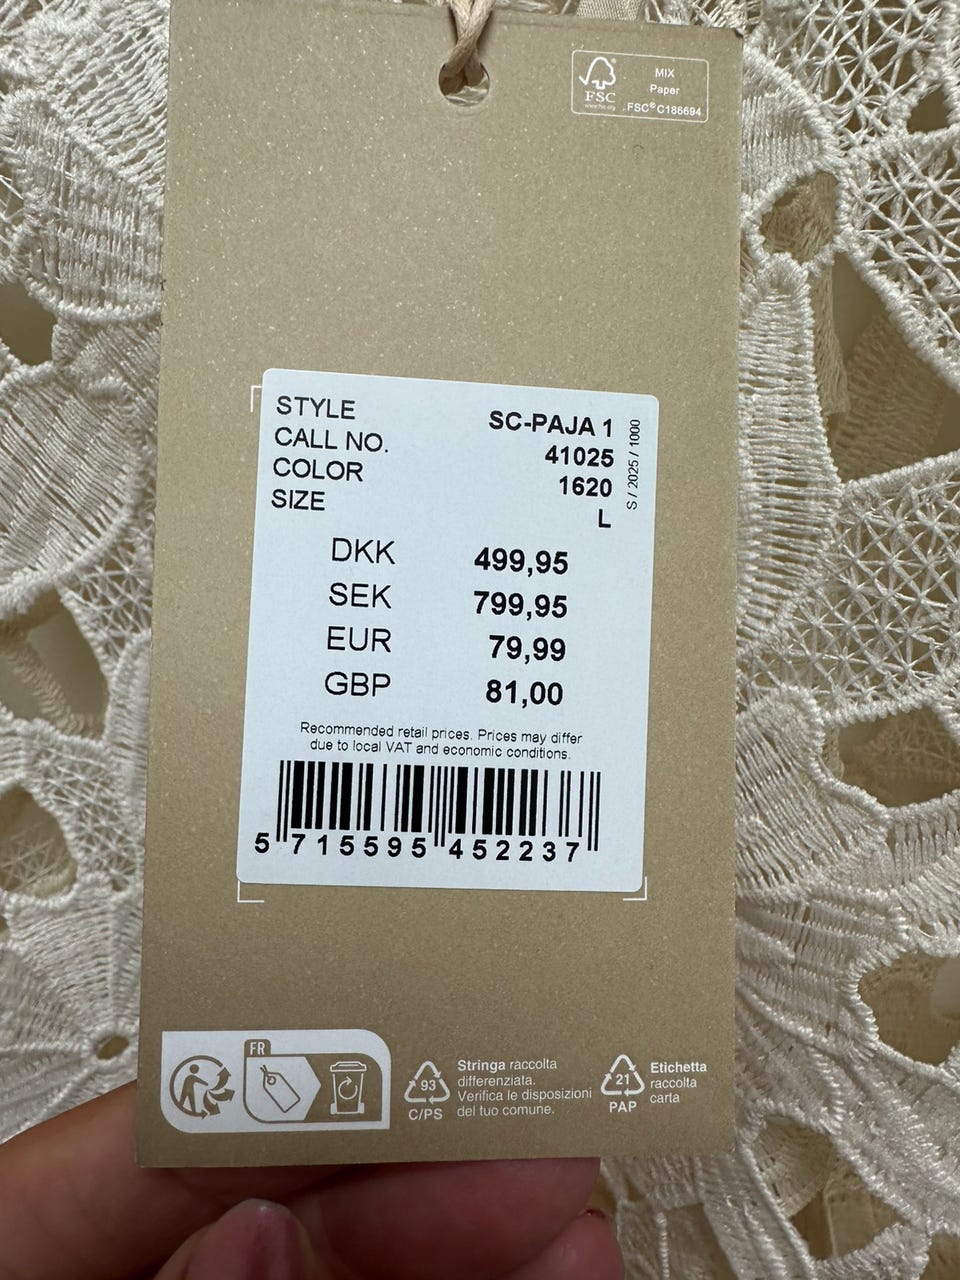 MIX
Paper
FSC
www.fsc.org
FSC® C186694
STYLE SC-PAJA 1
CALL NO. 41025
COLOR 1620
SIZE L
S / 2025 / 1000
DKK 499,95
SEK 799,95
EUR 79,99
GBP 81,00
Recommended retail prices. Prices may differ
due to local VAT and economic conditions.
5 715595 452237
FR
93
C/PS
Stringa raccolta
differenziata.
Verifica le disposizioni
del tuo comune.
21
PAP
Etichetta
raccolta
carta